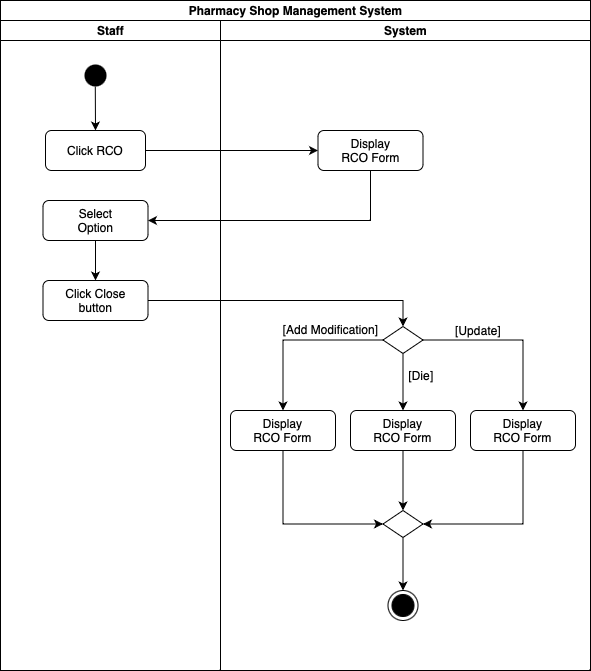 Pharmacy Shop Management System
Staff
System
Click RCO
Display
RCO Form
Select
Option
Click Close
button
[Add Modification]
[Update]
[Die]
Display
RCO Form
Display
RCO Form
Display
RCO Form